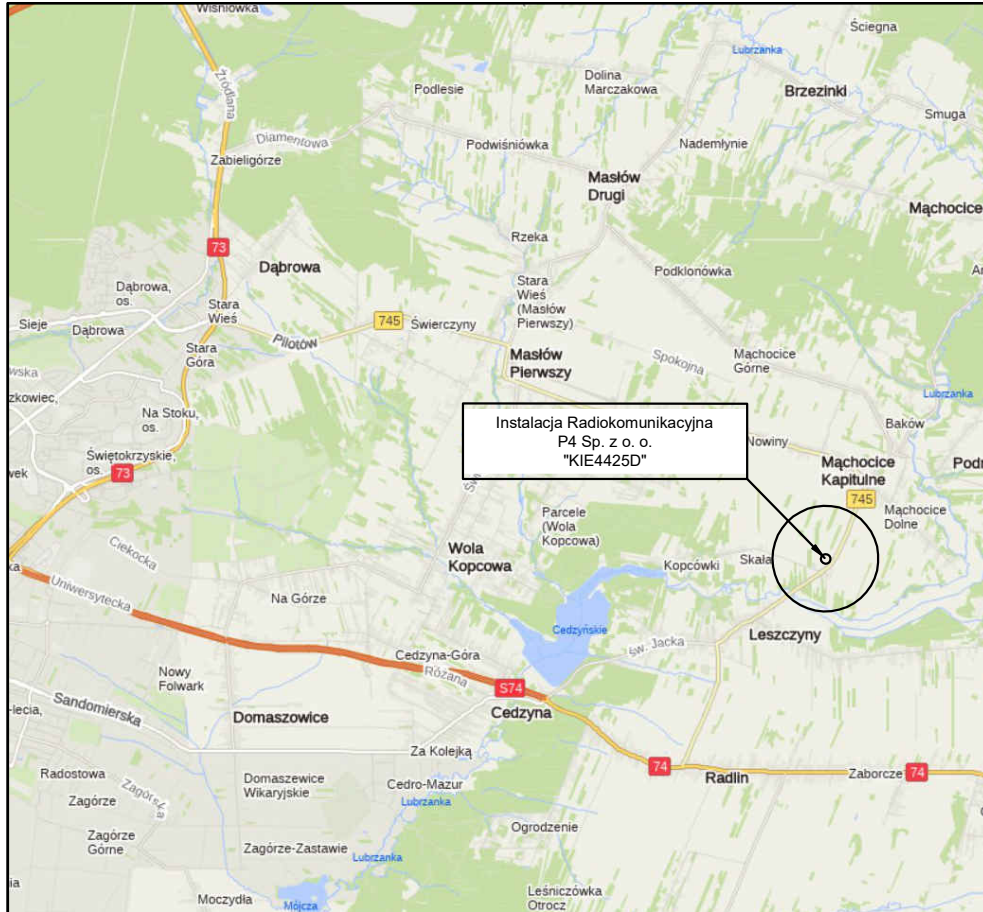 Wiśniówka
Ściegna
Lubrzanka
Dolina
Marczakowa
Podlesie
Brzezinki
Źródlana
Smuga
Diamentowa
Podwiśniówka
Nademłynie
Zabieligórze
Masłów
Drugi
Mąchocice
Rzeka
73
Dąbrowa
Podklonówka
Dąbrowa,
os.
Stara
Wieś
(Masłów
Pierwszy)
Stara
Wieś
745
Sieje
Dąbrowa
Świerczyny
Pilotów
Stara
Góra
Masłów
Pierwszy
Spokojna
Mąchocice
Górne
Lubrzanka
Na Stoku,
os.
Instalacja Radiokomunikacyjna
P4 Sp. z o. o.
"KIE4425D"
Baków
Nowiny
Świętokrzyskie,
os.
73
Mąchocice
Kapitulne
745
Mąchocice
Dolne
Parcele
(Wola
Kopcowa)
Ciekocka
Wola
Kopcowa
Kopcówki
Skała
Uniwersytecka
Na Górze
Cedzyńskie
Leszczyny
św. Jacka
Cedzyna-Góra
Różana
Nowy
Folwark
S74
Sandomierska
Domaszowice
Cedzyna
Za Kolejką
74
Radlin
Zaborcze
74
Radostowa
Domaszewice
Wikaryjskie
Cedro-Mazur
Zagórze
Zagórska
Lubrzanka
Ogrodzenie
Zagórze
Górne
Zagórze-Zastawie
Lubrzanka
Moczydła
Mójcza
Leśniczówka
Otrocz